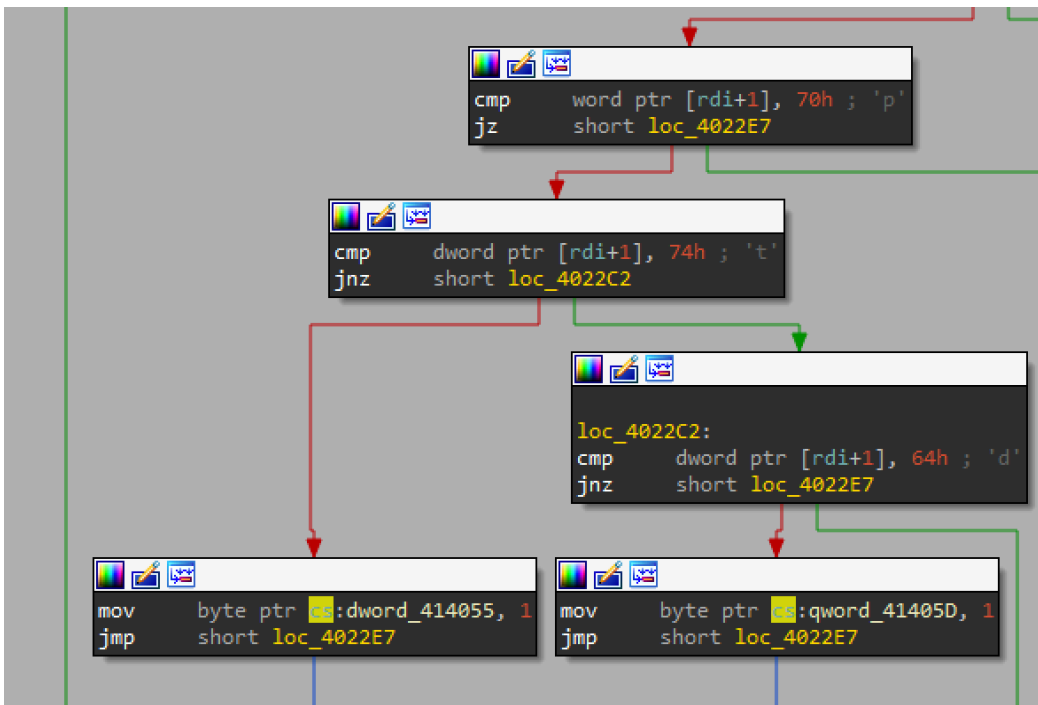 cmp word ptr [rdi+1], 70h ; 'p'
jz short loc_4022E7
cmp dword ptr [rdi+1], 74h ; 't'
jnz short loc_4022C2
loc_4022C2:
cmp dword ptr [rdi+1], 64h ; 'd'
jnz short loc_4022E7
mov byte ptr cs:dword_414055, 1
jmp short loc_4022E7
mov byte ptr cs:qword_41405D, 1
jmp short loc_4022E7